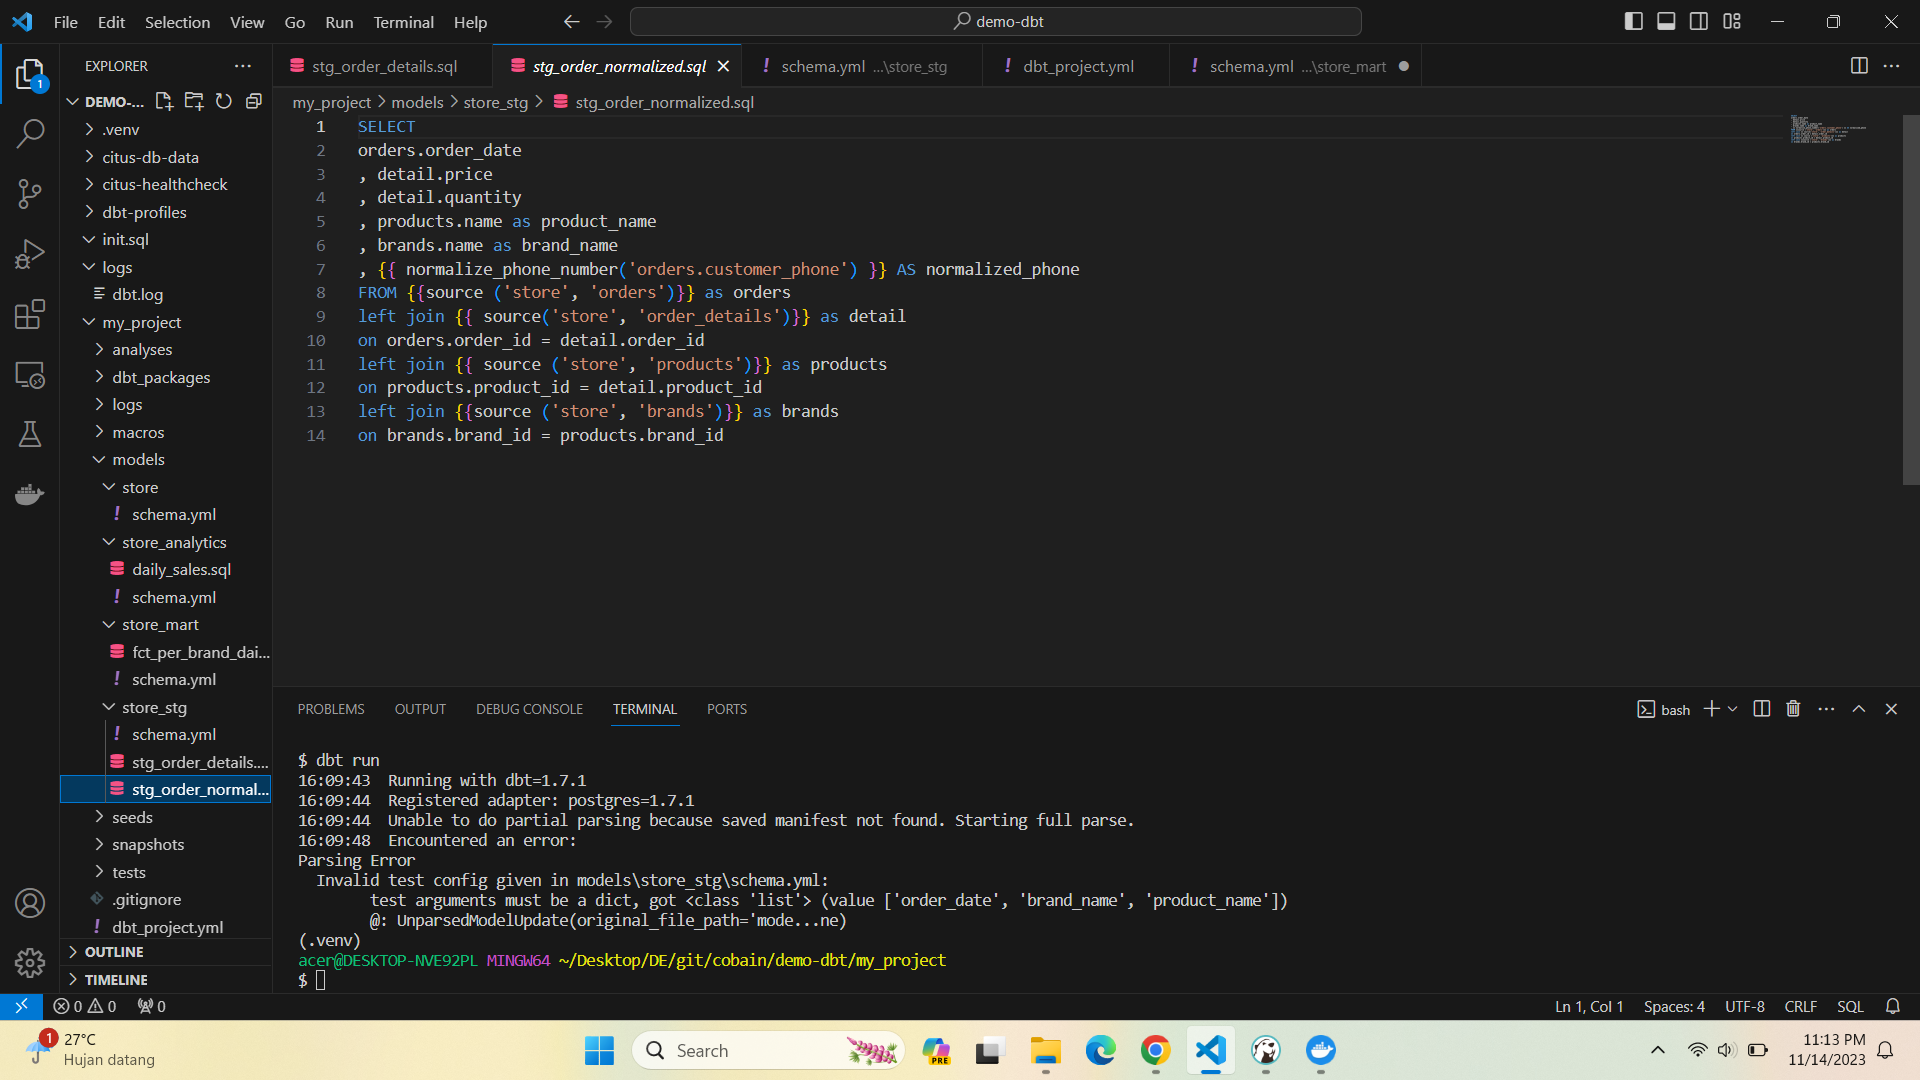 File Edit Selection View Go Run Terminal Help
demo-dbt
EXPLORER
DEMO-...
.venv
citus-db-data
citus-healthcheck
dbt-profiles
init.sql
logs
dbt.log
my_project
analyses
dbt_packages
logs
macros
models
store
schema.yml
store_analytics
daily_sales.sql
schema.yml
store_mart
fct_per_brand_dai...
schema.yml
store_stg
schema.yml
stg_order_details....
stg_order_normal...
seeds
snapshots
tests
.gitignore
dbt_project.yml
OUTLINE
TIMELINE
1
stg_order_details.sql
stg_order_normalized.sql
schema.yml ...\store_stg
dbt_project.yml
schema.yml ...\store_mart
my_project > models > store_stg > stg_order_normalized.sql
1 SELECT
2 orders.order_date
3 , detail.price
4 , detail.quantity
5 , products.name as product_name
6 , brands.name as brand_name
7 , {{ normalize_phone_number('orders.customer_phone') }} AS normalized_phone
8 FROM {{source ('store', 'orders')}} as orders
9 left join {{ source('store', 'order_details')}} as detail
10 on orders.order_id = detail.order_id
11 left join {{ source ('store', 'products')}} as products
12 on products.product_id = detail.product_id
13 left join {{source ('store', 'brands')}} as brands
14 on brands.brand_id = products.brand_id
PROBLEMS OUTPUT DEBUG CONSOLE TERMINAL PORTS
bash
$ dbt run
16:09:43  Running with dbt=1.7.1
16:09:44  Registered adapter: postgres=1.7.1
16:09:44  Unable to do partial parsing because saved manifest not found. Starting full parse.
16:09:48  Encountered an error:
Parsing Error
Invalid test config given in models\store_stg\schema.yml:
test arguments must be a dict, got <class 'list'> (value ['order_date', 'brand_name', 'product_name'])
@: UnparsedModelUpdate(original_file_path='mode...ne)
(.venv)
acer@DESKTOP-NVE92PL MINGW64 ~/Desktop/DE/git/cobain/demo-dbt/my_project
$
0 0 0
Ln 1, Col 1 Spaces: 4 UTF-8 CRLF SQL
1
27°C
Hujan datang
Search
PRE
11:13 PM
11/14/2023